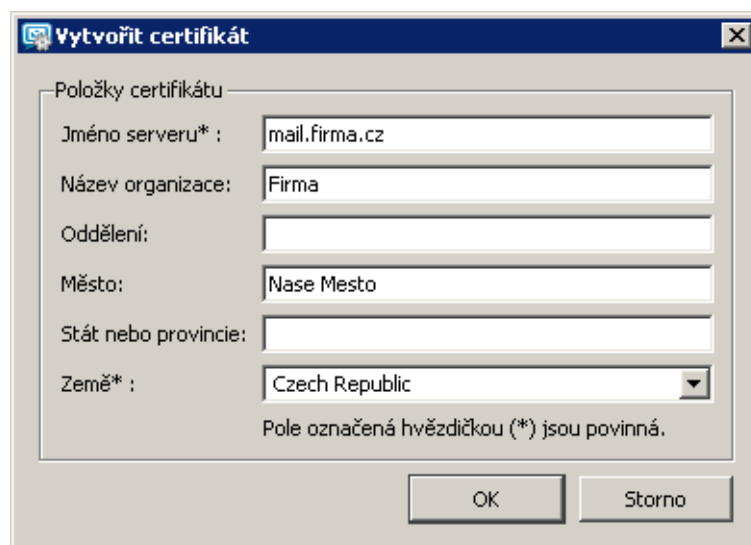 Vytvořit certifikát
Položky certifikátu
Jméno serveru* : mail.firma.cz
Název organizace: Firma
Oddělení:
Město: Nase Mesto
Stát nebo provincie:
Země* : Czech Republic
Pole označená hvězdičkou (*) jsou povinná.
OK Storno